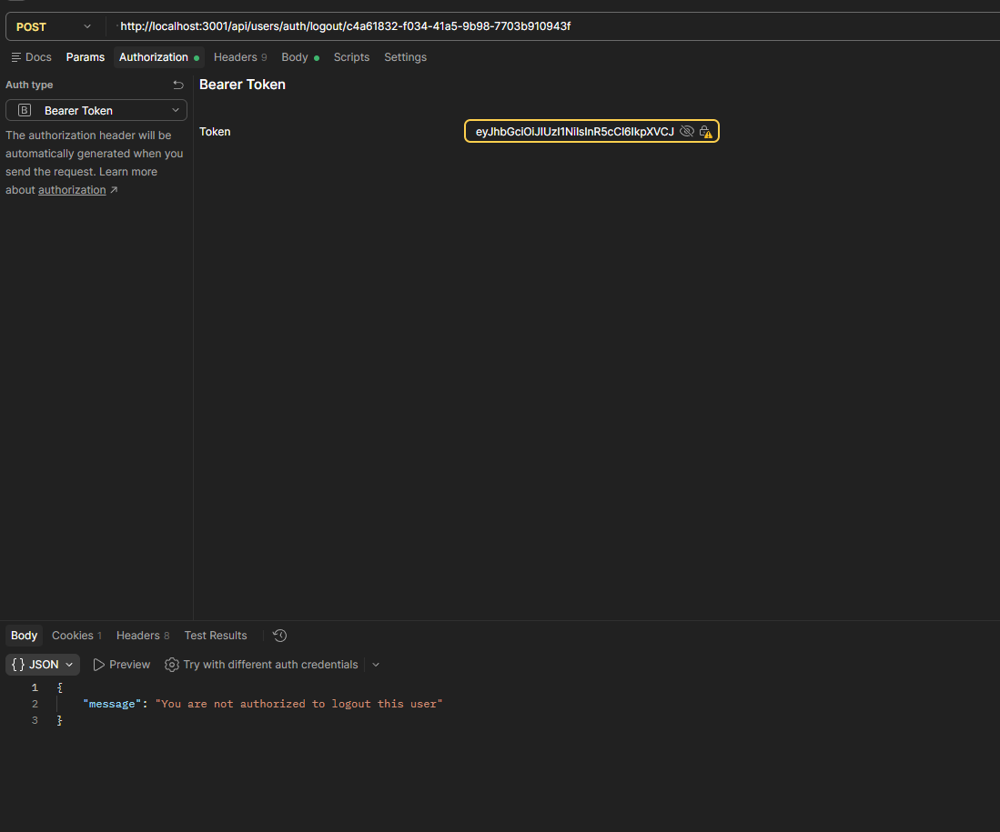 POST http://localhost:3001/api/users/auth/logout/c4a61832-f034-41a5-9b98-7703b910943f
Docs Params Authorization Headers 9 Body Scripts Settings
Auth type
B Bearer Token
The authorization header will be
automatically generated when you
send the request. Learn more
about authorization ↗
Bearer Token
Token eyJhbGciOiJIUzI1NiIsInR5cCI6IkpXVCJ
Body Cookies 1 Headers 8 Test Results
{} JSON Preview Try with different auth credentials
1 {
2 "message": "You are not authorized to logout this user"
3 }